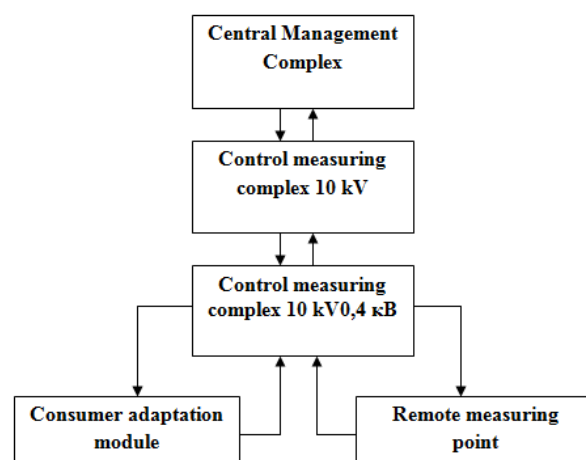 Central Management
Complex
Control measuring
complex 10 kV
Control measuring
complex 10 kV0,4 кВ
Consumer adaptation
module
Remote measuring
point